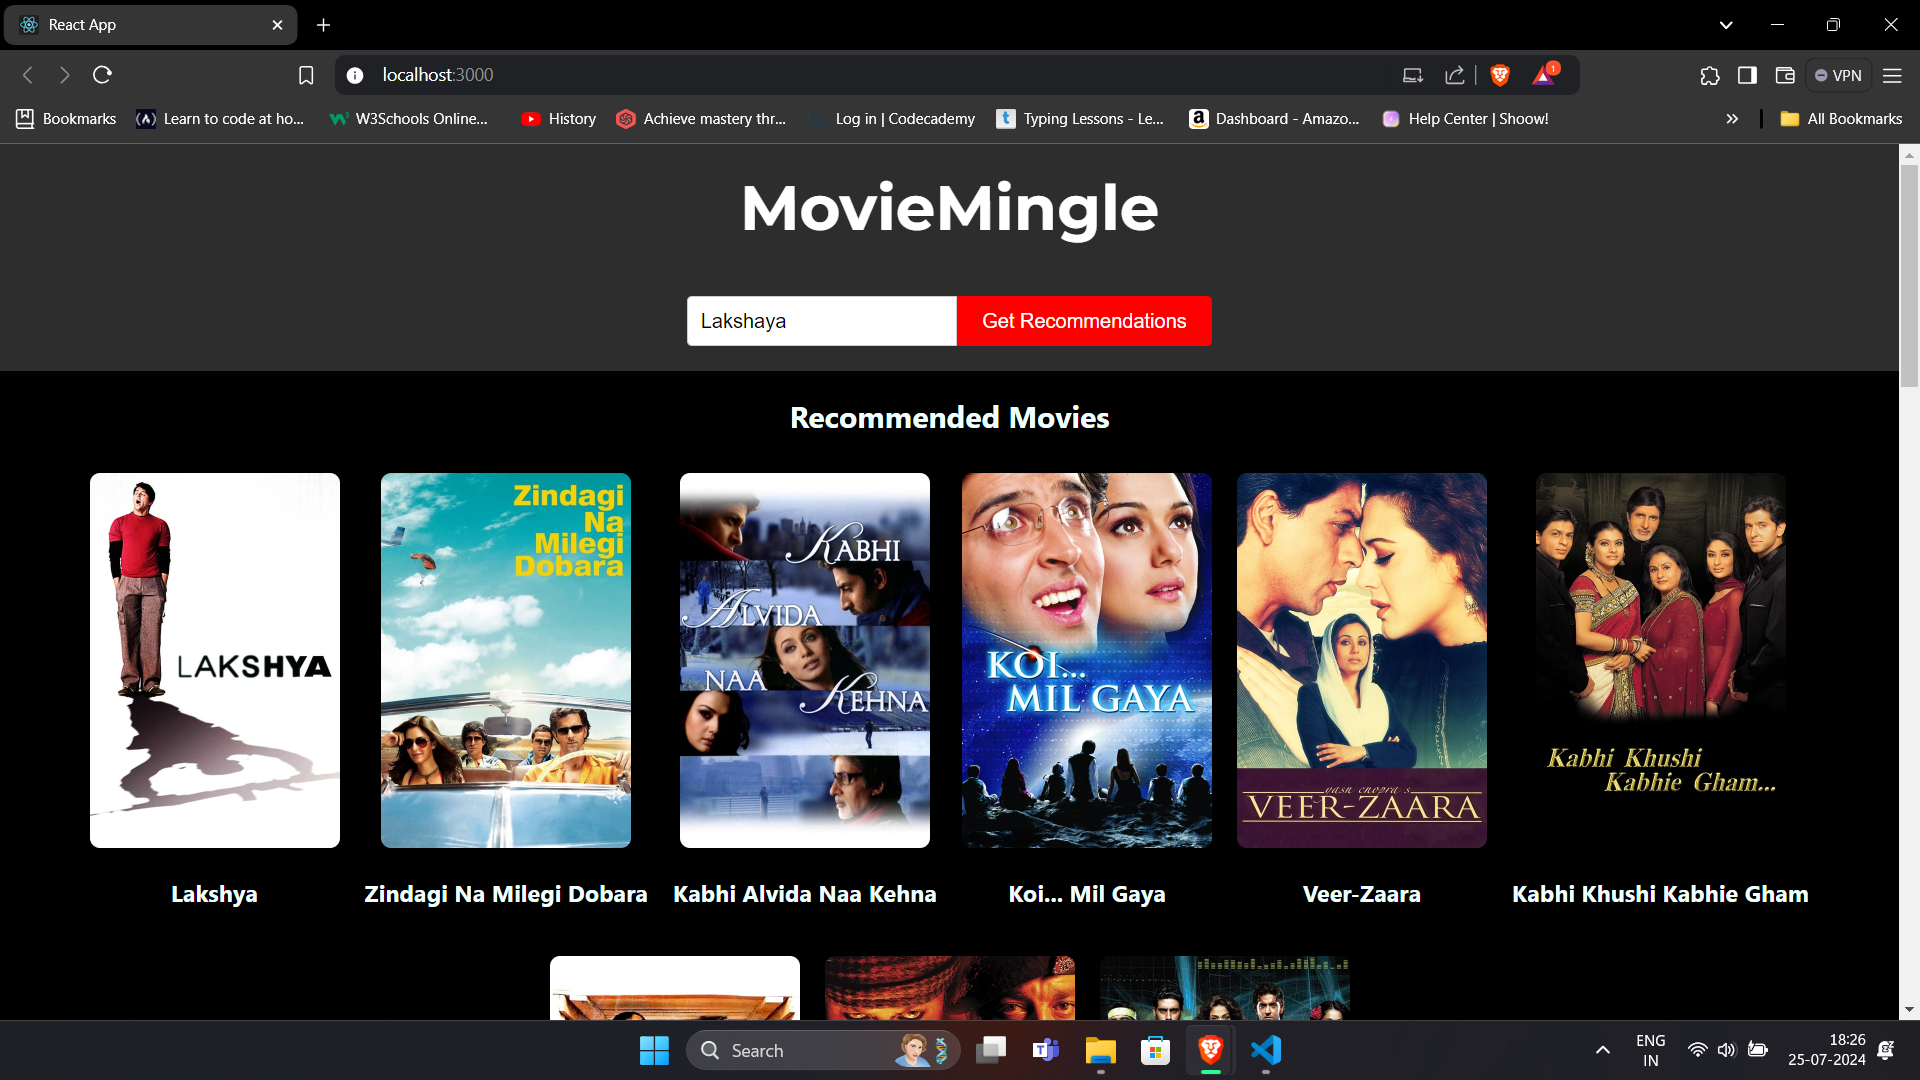 React App
localhost:3000
1
VPN
Bookmarks
Learn to code at ho...
W3Schools Online...
History
Achieve mastery thr...
Log in | Codecademy
Typing Lessons - Le...
Dashboard - Amazo...
Help Center | Shoow!
All Bookmarks
MovieMingle
Lakshaya
Get Recommendations
Recommended Movies
LAKSHYA
Zindagi
Na
Milegi
Dobara
KABHI
ALVIDA
NAA
KEHNA
KOI...
MIL GAYA
yash chopra's
VEER-ZAARA
Kabhi Khushi
Kabhie Gham...
Lakshya
Zindagi Na Milegi Dobara
Kabhi Alvida Naa Kehna
Koi... Mil Gaya
Veer-Zaara
Kabhi Khushi Kabhie Gham
Search
ENG
IN
18:26
25-07-2024